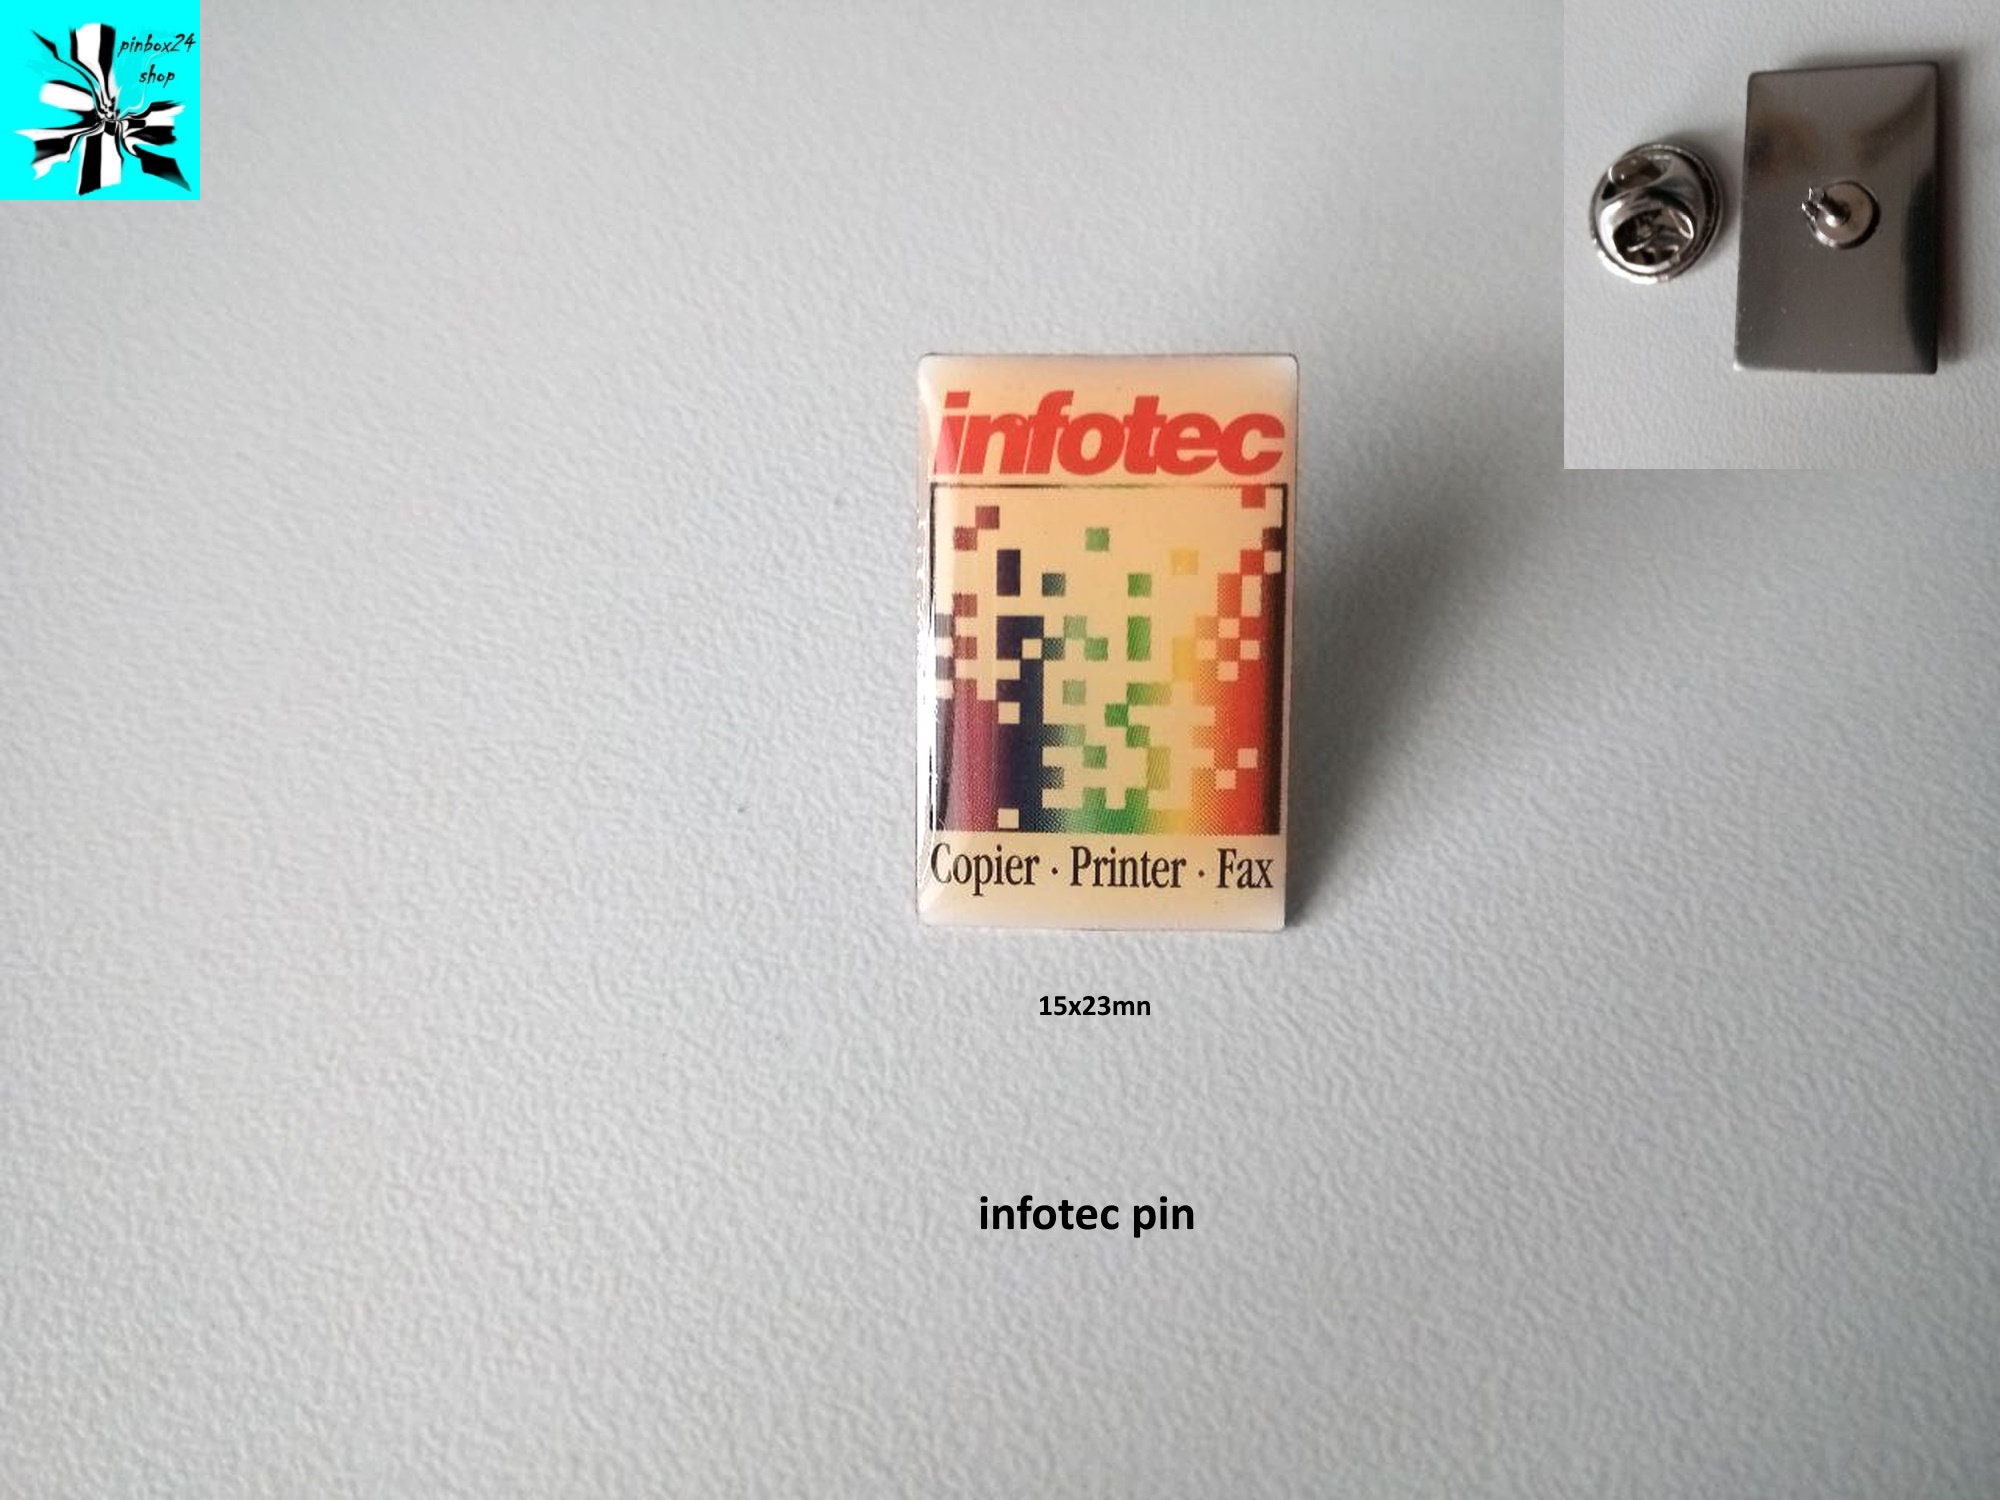 pinbox24
shop
infotec
Copier · Printer · Fax
15x23mn
infotec pin